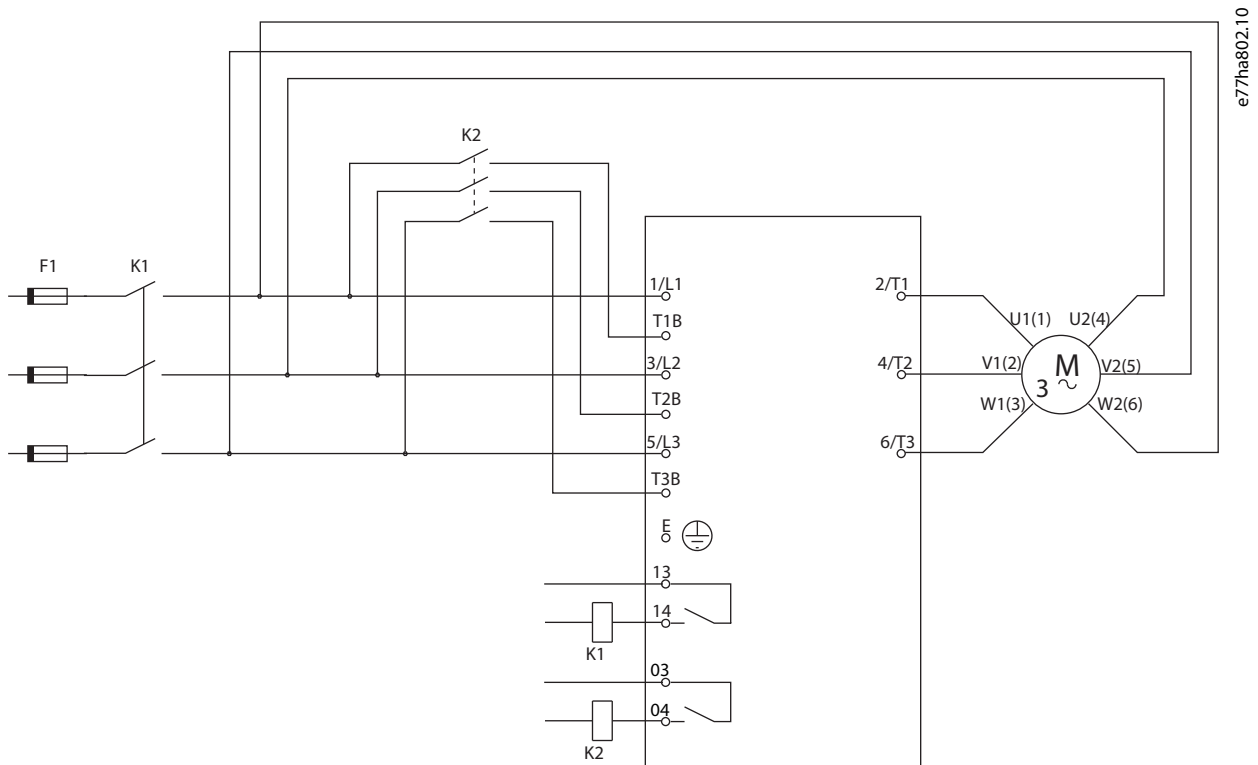 e77ha802.10
K2
F1
K1
1/L1
2/T1
T1B
U1(1)
U2(4)
3/L2
4/T2
V1(2)
M
V2(5)
3
T2B
W1(3)
W2(6)
5/L3
6/T3
T3B
E
13
14
K1
03
04
K2